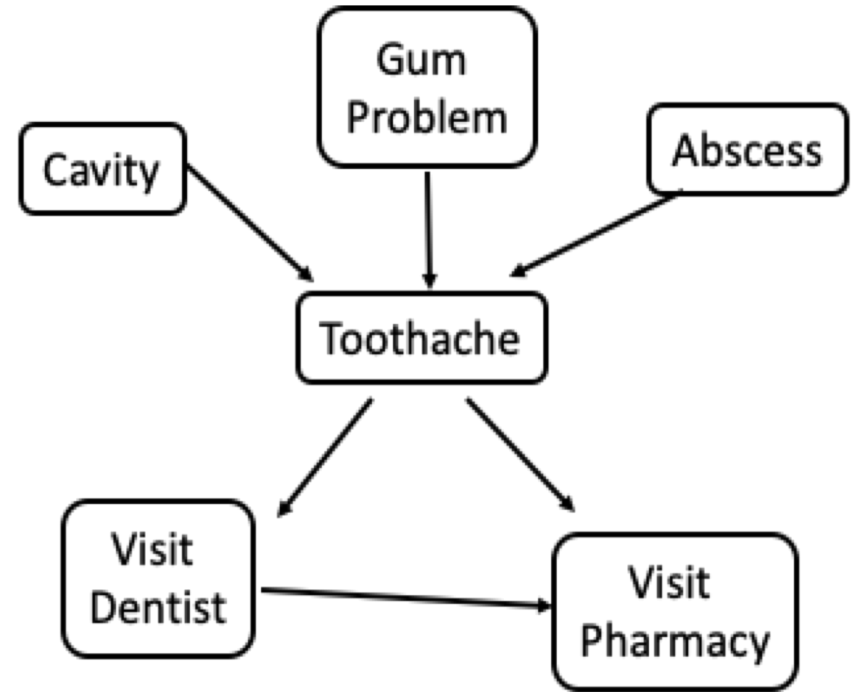 Gum
Problem
Cavity
Abscess
Toothache
Visit
Dentist
Visit
Pharmacy